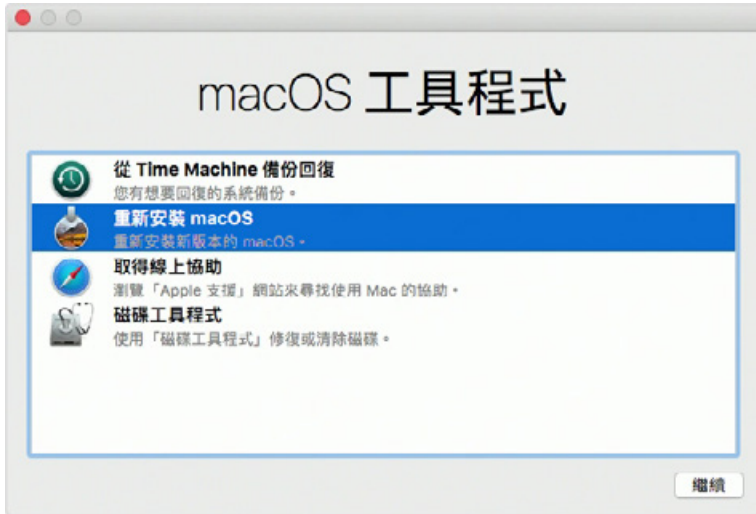 macOS 工具程式
從 Time Machine 備份回復
您有想要回復的系統備份。
重新安裝 macOS
重新安裝新版本的 macOS。
取得線上協助
瀏覽「Apple 支援」網站來尋找使用 Mac 的協助。
磁碟工具程式
使用「磁碟工具程式」修復或清除磁碟。
繼續